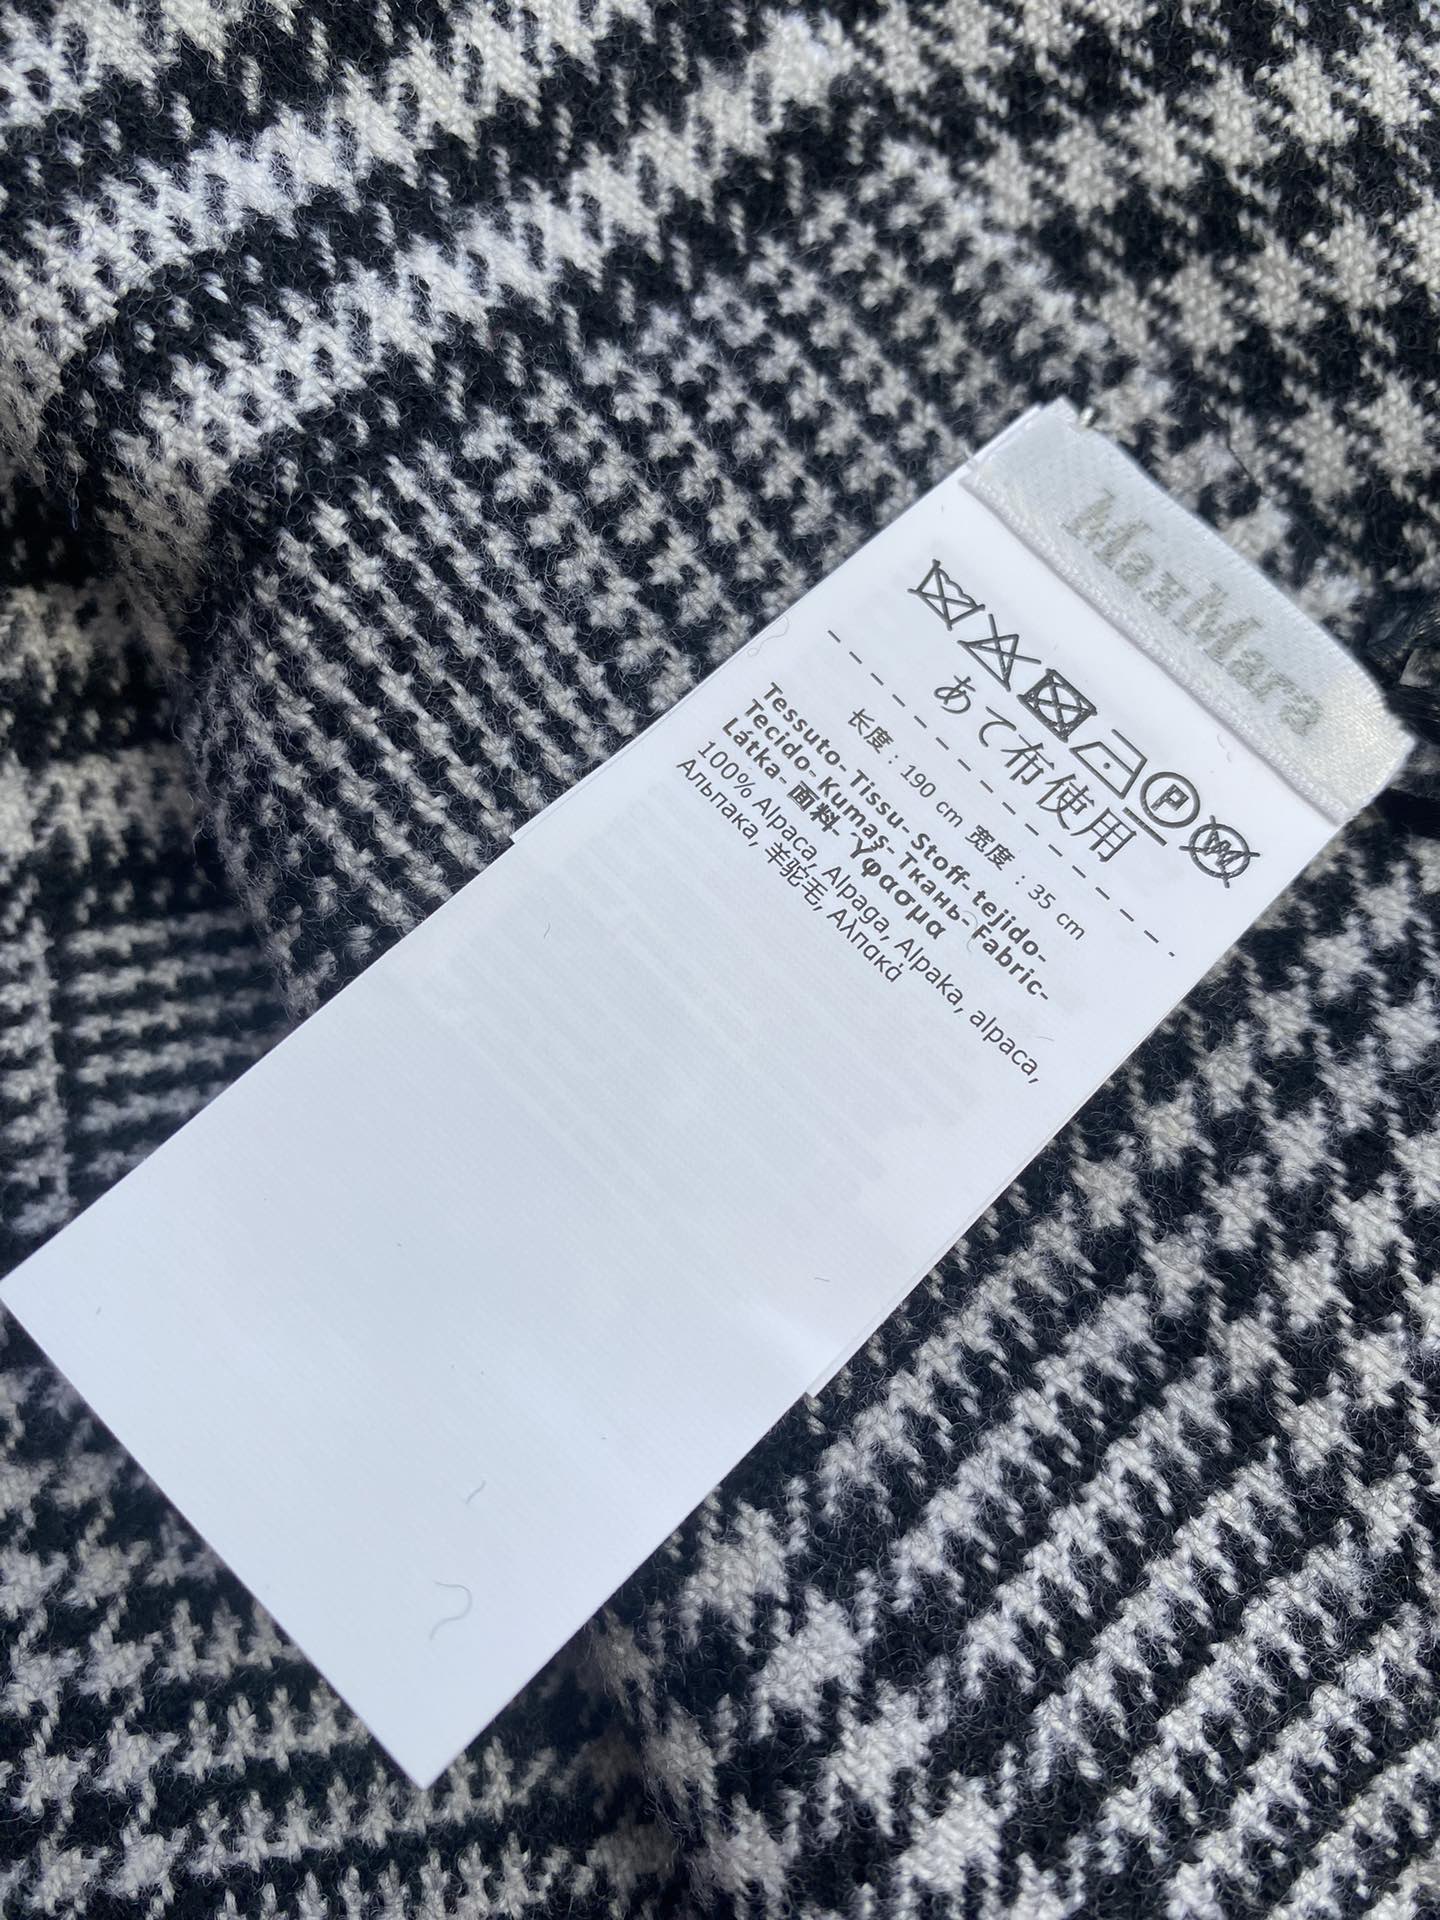 MaxMara
P
W
あて布使用
长度：190 cm 宽度：35 cm
Tessuto- Tissu- Stoff- tejido-
Tecido- Kumaş- Ткань- Fabric-
Látka- 面料- Ύφασμα
100% Alpaca, Alpaga, Alpaka, alpaca,
Альпака, 羊驼毛, Αλπακά